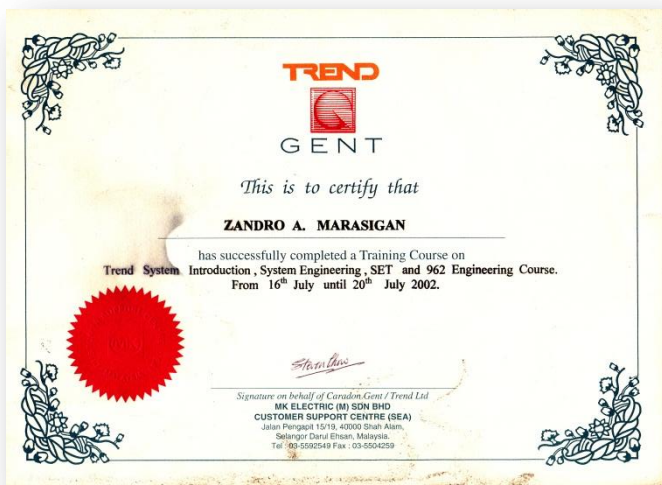 TREND
GENT
This is to certify that
ZANDRO A. MARASIGAN
has successfully completed a Training Course on
Trend System Introduction , System Engineering , SET and 962 Engineering Course.
From 16th July until 20th July 2002.
Signature on behalf of Caradon Gent / Trend Ltd
MK ELECTRIC (M) SDN BHD
CUSTOMER SUPPORT CENTRE (SEA)
Jalan Pengapit 15/19, 40000 Shah Alam,
Selangor Darul Ehsan, Malaysia.
Tel : 03-5592549 Fax : 03-5504259